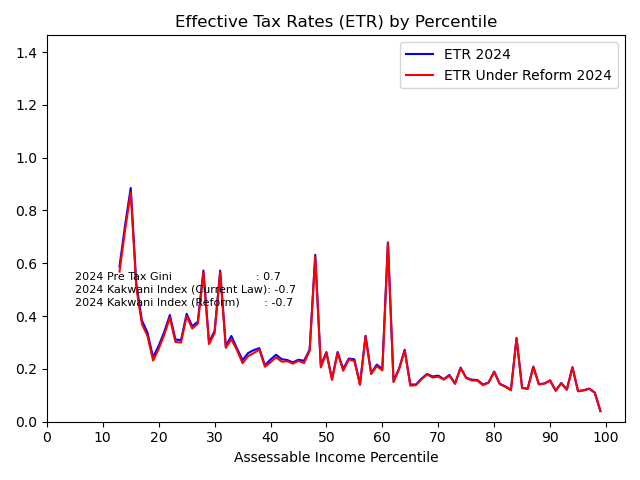 Effective Tax Rates (ETR) by Percentile
ETR 2024
ETR Under Reform 2024
1.4
1.2
1.0
0.8
0.6
0.4
0.2
0.0
2024 Pre Tax Gini : 0.7
2024 Kakwani Index (Current Law): -0.7
2024 Kakwani Index (Reform) : -0.7
0 10 20 30 40 50 60 70 80 90 100
Assessable Income Percentile